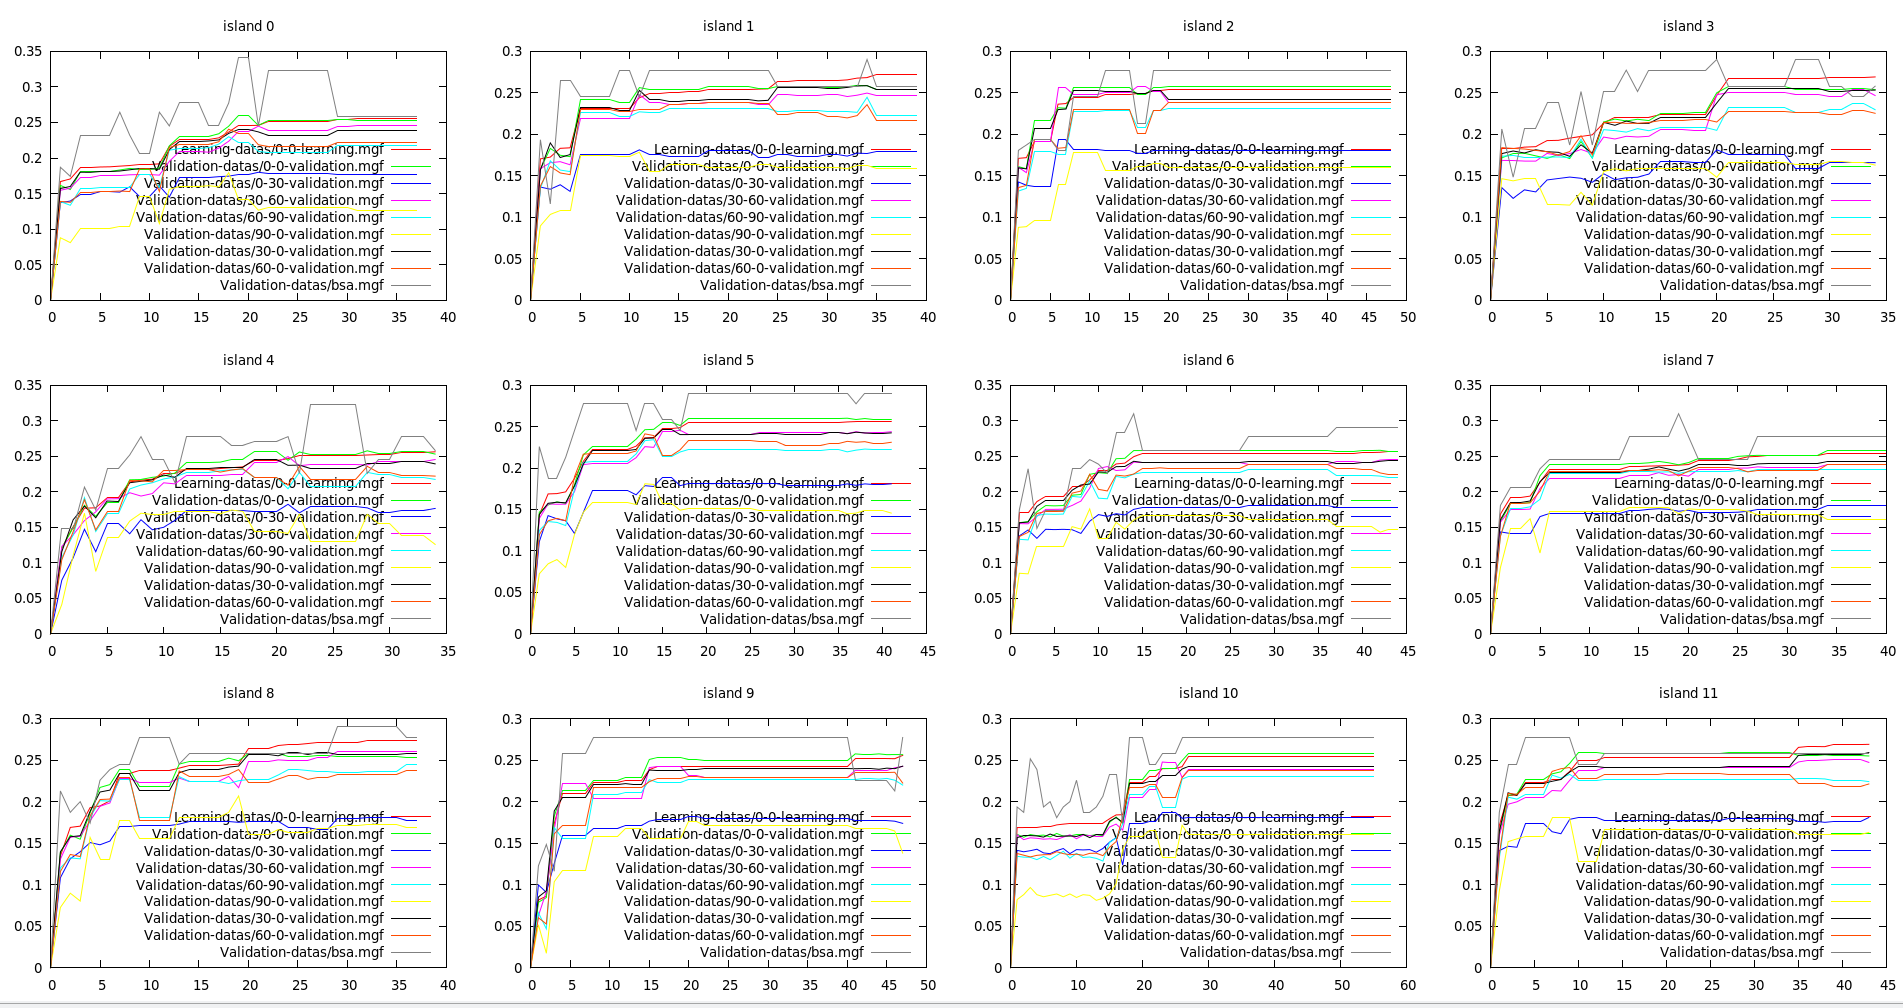 island 0
0.35
0.3
0.25
0.2
0.15
0.1
0.05
0
Learning-datas/0-0-learning.mgf
Validation-datas/0-0-validation.mgf
Validation-datas/0-30-validation.mgf
Validation-datas/30-60-validation.mgf
Validation-datas/60-90-validation.mgf
Validation-datas/90-0-validation.mgf
Validation-datas/30-0-validation.mgf
Validation-datas/60-0-validation.mgf
Validation-datas/bsa.mgf
0 5 10 15 20 25 30 35 40
island 1
0.3
0.25
0.2
0.15
0.1
0.05
0
Learning-datas/0-0-learning.mgf
Validation-datas/0-0-validation.mgf
Validation-datas/0-30-validation.mgf
Validation-datas/30-60-validation.mgf
Validation-datas/60-90-validation.mgf
Validation-datas/90-0-validation.mgf
Validation-datas/30-0-validation.mgf
Validation-datas/60-0-validation.mgf
Validation-datas/bsa.mgf
0 5 10 15 20 25 30 35 40
island 2
0.3
0.25
0.2
0.15
0.1
0.05
0
Learning-datas/0-0-learning.mgf
Validation-datas/0-0-validation.mgf
Validation-datas/0-30-validation.mgf
Validation-datas/30-60-validation.mgf
Validation-datas/60-90-validation.mgf
Validation-datas/90-0-validation.mgf
Validation-datas/30-0-validation.mgf
Validation-datas/60-0-validation.mgf
Validation-datas/bsa.mgf
0 5 10 15 20 25 30 35 40 45 50
island 3
0.3
0.25
0.2
0.15
0.1
0.05
0
Learning-datas/0-0-learning.mgf
Validation-datas/0-0-validation.mgf
Validation-datas/0-30-validation.mgf
Validation-datas/30-60-validation.mgf
Validation-datas/60-90-validation.mgf
Validation-datas/90-0-validation.mgf
Validation-datas/30-0-validation.mgf
Validation-datas/60-0-validation.mgf
Validation-datas/bsa.mgf
0 5 10 15 20 25 30 35
island 4
0.35
0.3
0.25
0.2
0.15
0.1
0.05
0
Learning-datas/0-0-learning.mgf
Validation-datas/0-0-validation.mgf
Validation-datas/0-30-validation.mgf
Validation-datas/30-60-validation.mgf
Validation-datas/60-90-validation.mgf
Validation-datas/90-0-validation.mgf
Validation-datas/30-0-validation.mgf
Validation-datas/60-0-validation.mgf
Validation-datas/bsa.mgf
0 5 10 15 20 25 30 35
island 5
0.3
0.25
0.2
0.15
0.1
0.05
0
Learning-datas/0-0-learning.mgf
Validation-datas/0-0-validation.mgf
Validation-datas/0-30-validation.mgf
Validation-datas/30-60-validation.mgf
Validation-datas/60-90-validation.mgf
Validation-datas/90-0-validation.mgf
Validation-datas/30-0-validation.mgf
Validation-datas/60-0-validation.mgf
Validation-datas/bsa.mgf
0 5 10 15 20 25 30 35 40 45
island 6
0.35
0.3
0.25
0.2
0.15
0.1
0.05
0
Learning-datas/0-0-learning.mgf
Validation-datas/0-0-validation.mgf
Validation-datas/0-30-validation.mgf
Validation-datas/30-60-validation.mgf
Validation-datas/60-90-validation.mgf
Validation-datas/90-0-validation.mgf
Validation-datas/30-0-validation.mgf
Validation-datas/60-0-validation.mgf
Validation-datas/bsa.mgf
0 5 10 15 20 25 30 35 40 45
island 7
0.35
0.3
0.25
0.2
0.15
0.1
0.05
0
Learning-datas/0-0-learning.mgf
Validation-datas/0-0-validation.mgf
Validation-datas/0-30-validation.mgf
Validation-datas/30-60-validation.mgf
Validation-datas/60-90-validation.mgf
Validation-datas/90-0-validation.mgf
Validation-datas/30-0-validation.mgf
Validation-datas/60-0-validation.mgf
Validation-datas/bsa.mgf
0 5 10 15 20 25 30 35 40
island 8
0.3
0.25
0.2
0.15
0.1
0.05
0
Learning-datas/0-0-learning.mgf
Validation-datas/0-0-validation.mgf
Validation-datas/0-30-validation.mgf
Validation-datas/30-60-validation.mgf
Validation-datas/60-90-validation.mgf
Validation-datas/90-0-validation.mgf
Validation-datas/30-0-validation.mgf
Validation-datas/60-0-validation.mgf
Validation-datas/bsa.mgf
0 5 10 15 20 25 30 35 40
island 9
0.3
0.25
0.2
0.15
0.1
0.05
0
Learning-datas/0-0-learning.mgf
Validation-datas/0-0-validation.mgf
Validation-datas/0-30-validation.mgf
Validation-datas/30-60-validation.mgf
Validation-datas/60-90-validation.mgf
Validation-datas/90-0-validation.mgf
Validation-datas/30-0-validation.mgf
Validation-datas/60-0-validation.mgf
Validation-datas/bsa.mgf
0 5 10 15 20 25 30 35 40 45 50
island 10
0.3
0.25
0.2
0.15
0.1
0.05
0
Learning-datas/0-0-learning.mgf
Validation-datas/0-0-validation.mgf
Validation-datas/0-30-validation.mgf
Validation-datas/30-60-validation.mgf
Validation-datas/60-90-validation.mgf
Validation-datas/90-0-validation.mgf
Validation-datas/30-0-validation.mgf
Validation-datas/60-0-validation.mgf
Validation-datas/bsa.mgf
0 10 20 30 40 50 60
island 11
0.3
0.25
0.2
0.15
0.1
0.05
0
Learning-datas/0-0-learning.mgf
Validation-datas/0-0-validation.mgf
Validation-datas/0-30-validation.mgf
Validation-datas/30-60-validation.mgf
Validation-datas/60-90-validation.mgf
Validation-datas/90-0-validation.mgf
Validation-datas/30-0-validation.mgf
Validation-datas/60-0-validation.mgf
Validation-datas/bsa.mgf
0 5 10 15 20 25 30 35 40 45